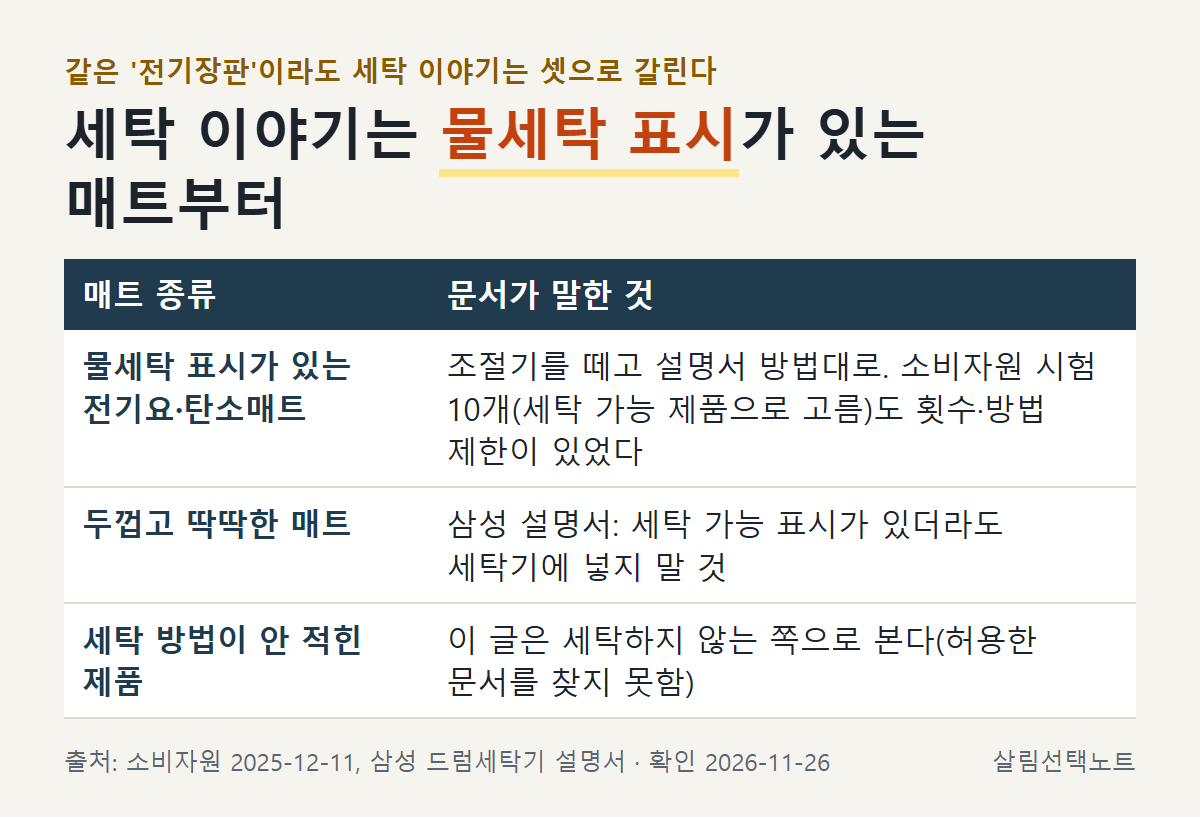 같은 '전기장판'이라도 세탁 이야기는 셋으로 갈린다
세탁 이야기는 물세탁 표시가 있는
매트부터
매트 종류
문서가 말한 것
물세탁 표시가 있는
전기요·탄소매트
조절기를 떼고 설명서 방법대로. 소비자원 시험
10개(세탁 가능 제품으로 고름)도 횟수·방법
제한이 있었다
두껍고 딱딱한 매트
삼성 설명서: 세탁 가능 표시가 있더라도
세탁기에 넣지 말 것
세탁 방법이 안 적힌
제품
이 글은 세탁하지 않는 쪽으로 본다(허용한
문서를 찾지 못함)
출처: 소비자원 2025-12-11, 삼성 드럼세탁기 설명서 · 확인 2026-11-26
살림선택노트